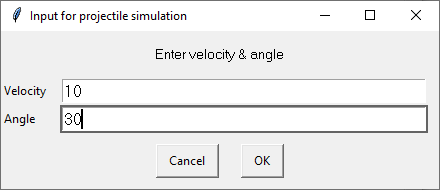 Input for projectile simulation
Enter velocity & angle
Velocity 10
Angle 30
Cancel OK